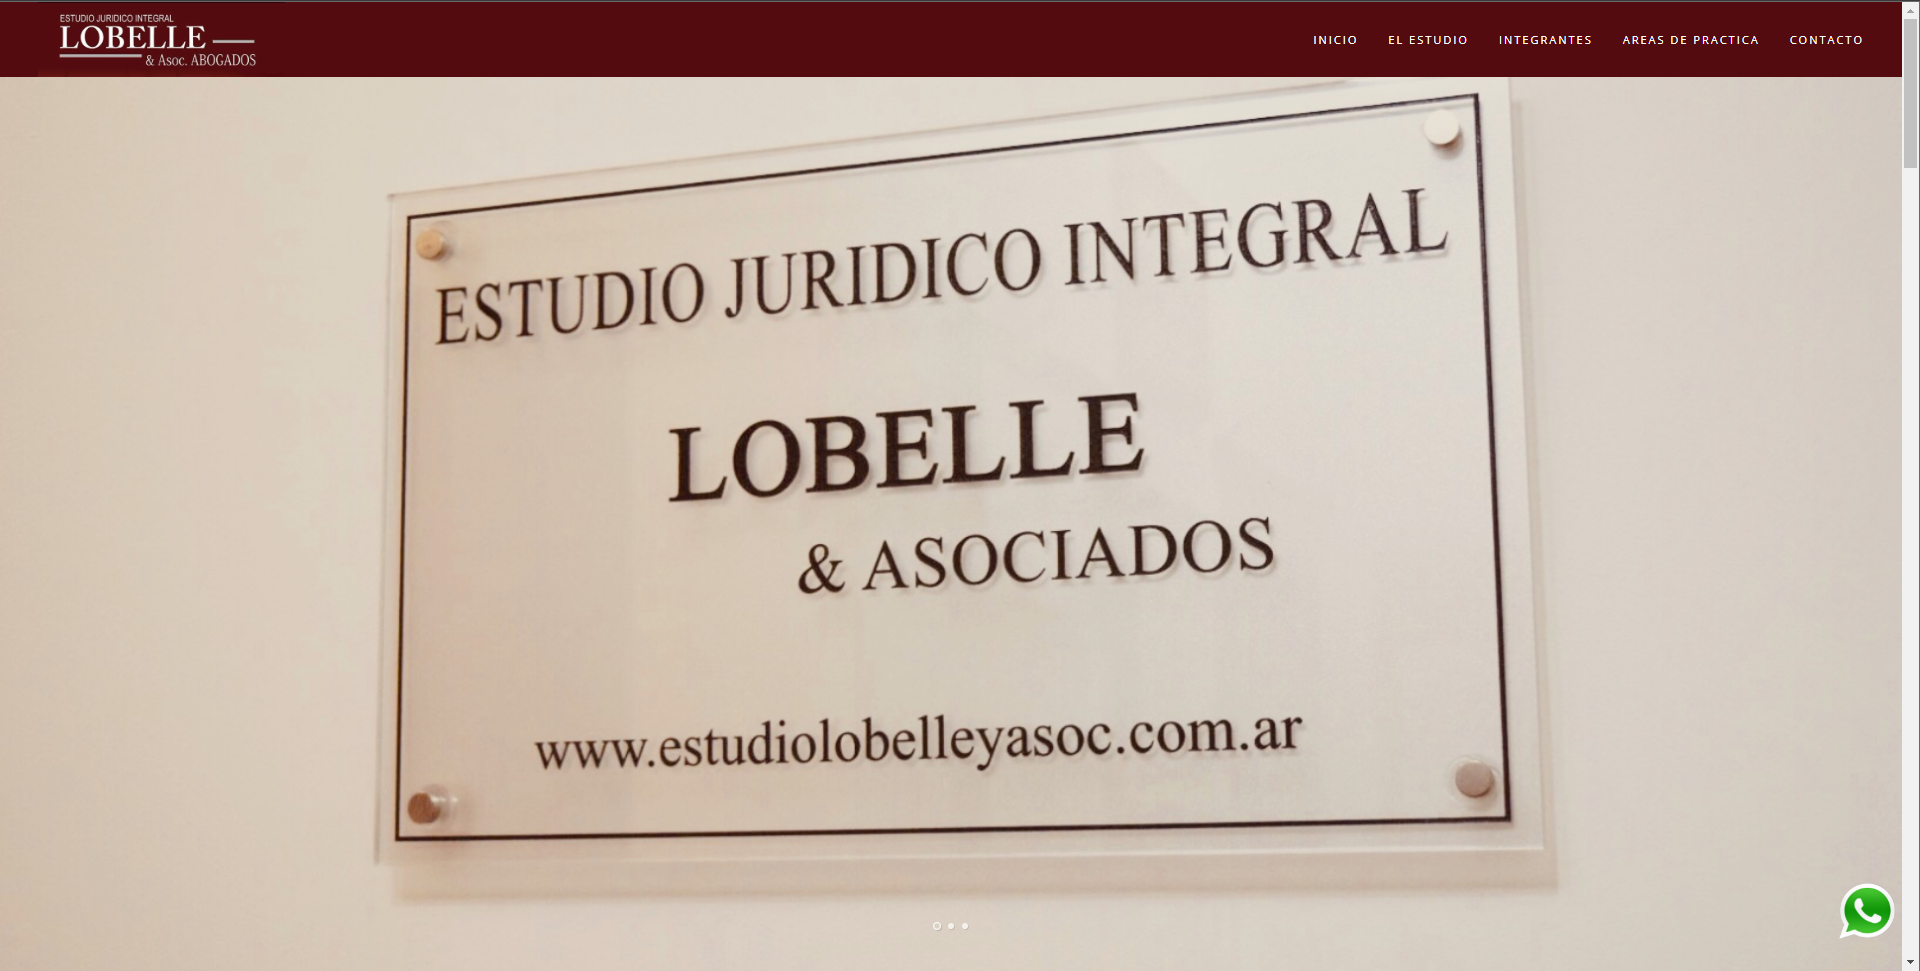 ESTUDIO JURIDICO INTEGRAL
LOBELLE
& Asoc. ABOGADOS
INICIO
EL ESTUDIO
INTEGRANTES
AREAS DE PRACTICA
CONTACTO
ESTUDIO JURIDICO INTEGRAL
LOBELLE
& ASOCIADOS
www.estudiolobelleyasoc.com.ar